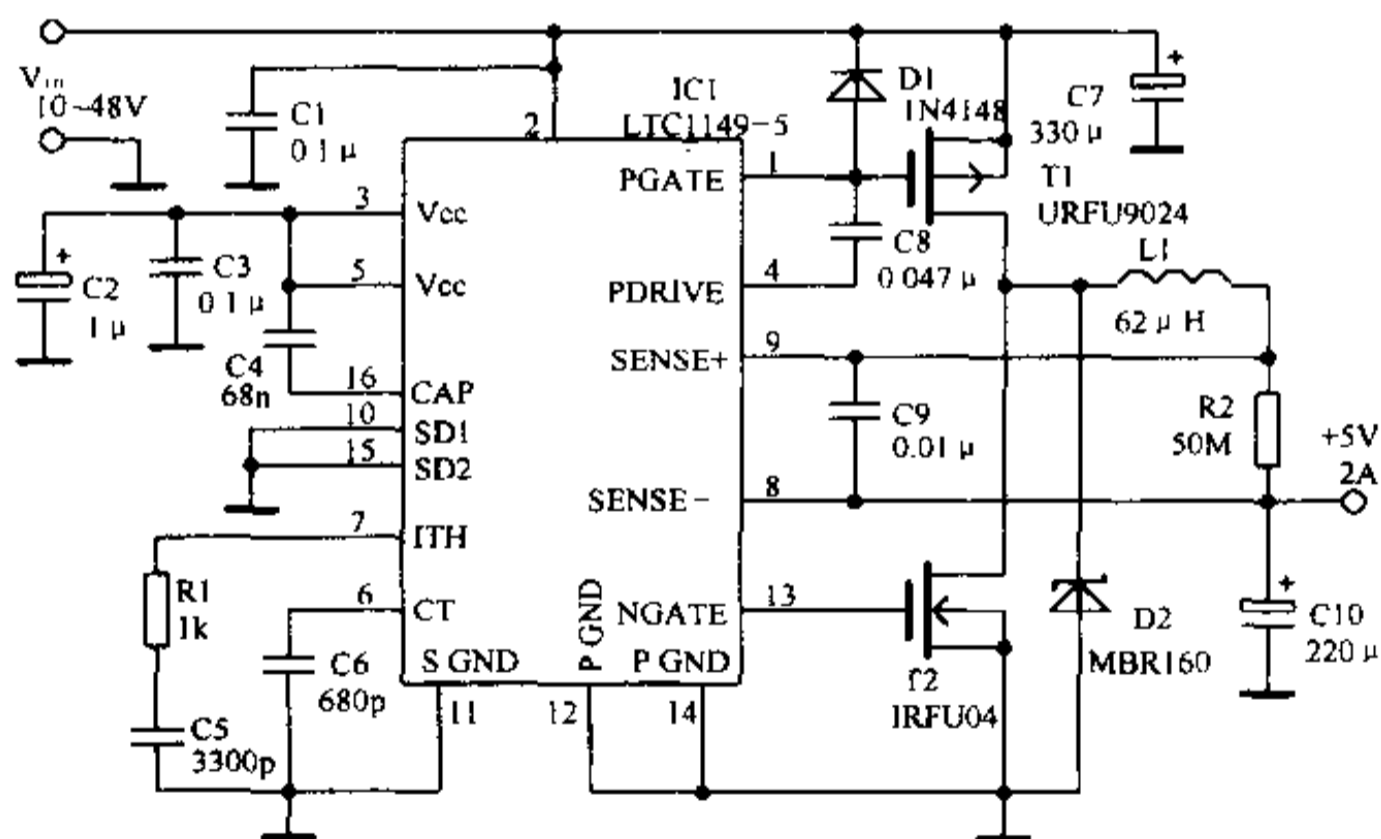 Vin
10~48V
C1
0.1μ
2
IC1
LTC1149-5
D1
1N4148
C7
330μ
+
T1
URFU9024
3
Vcc
PGATE
1
+
C2
1μ
C3
0.1μ
5
Vcc
PDRIVE
4
C8
0.047μ
L1
62μH
C4
68n
16
CAP
SENSE+
9
10
SD1
15
SD2
C9
0.01μ
R2
50M
+5V
2A
SENSE-
8
7
ITH
R1
1k
6
CT
NGATE
13
P GND
S GND
P GND
C6
680p
11
12
14
T2
IRFU04
D2
MBR160
+
C10
220μ
C5
3300p